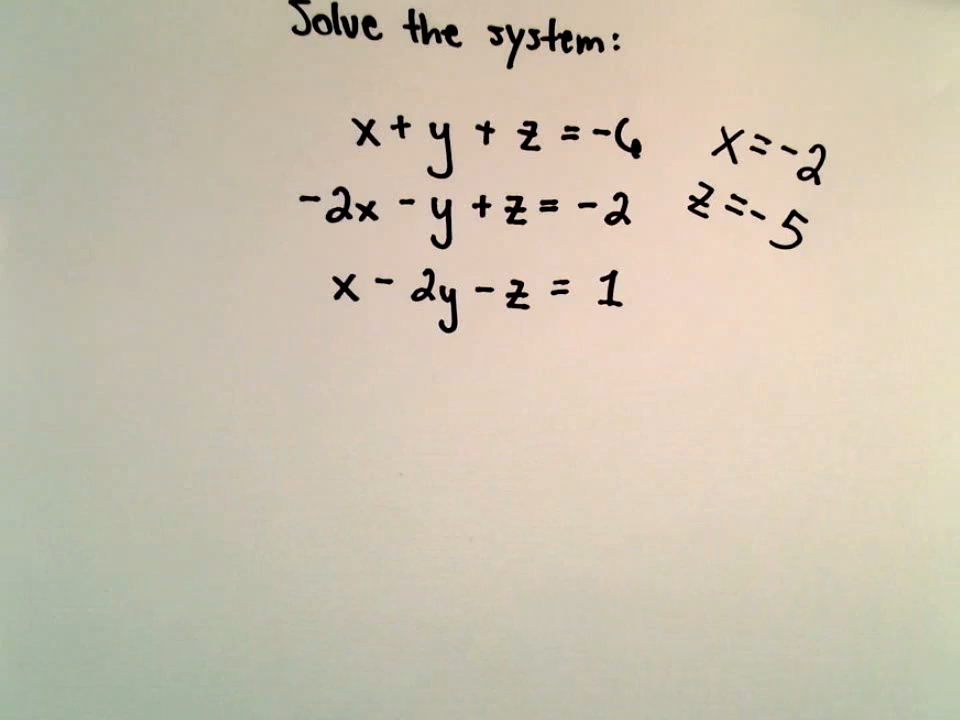 Solve the system:
x + y + z = -6 x = -2
-2x - y + z = -2 z = -5
x - 2y - z = 1